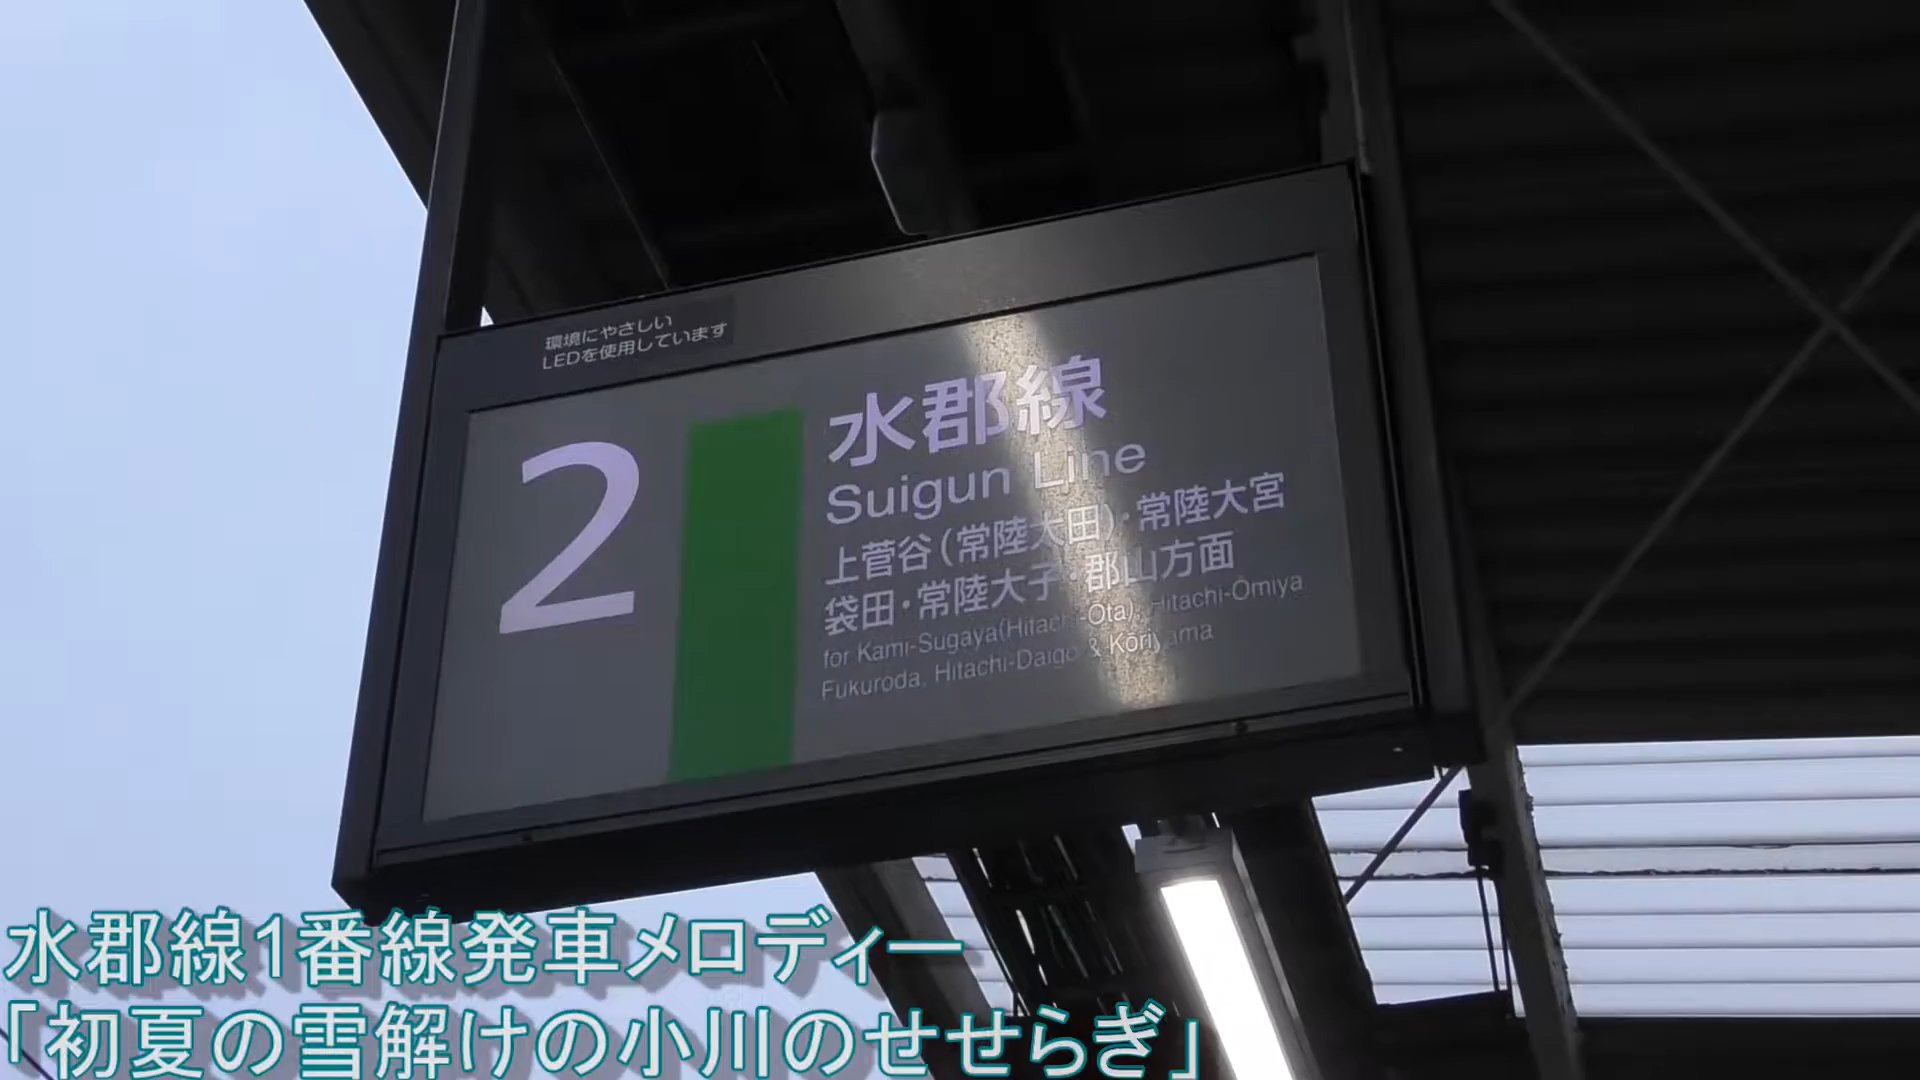 環境にやさしい
LEDを使用しています
2
水郡線
Suigun Line
上菅谷(常陸太田)・常陸大宮
袋田・常陸大子・郡山方面
for Kami-Sugaya(Hitachi-Ōta), Hitachi-Ōmiya
Fukuroda, Hitachi-Daigo & Kōriyama
水郡線1番線発車メロディー
「初夏の雪解けの小川のせせらぎ」